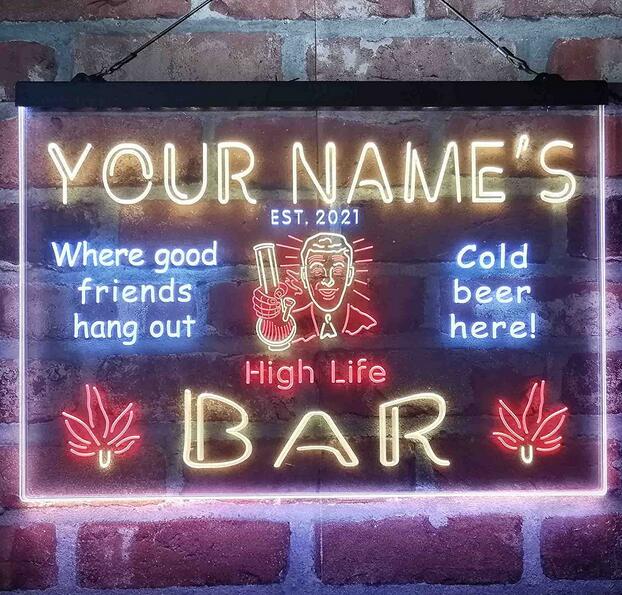 YOUR NAME'S
EST. 2021
Where good
friends
hang out
Cold
beer
here!
High Life
BAR